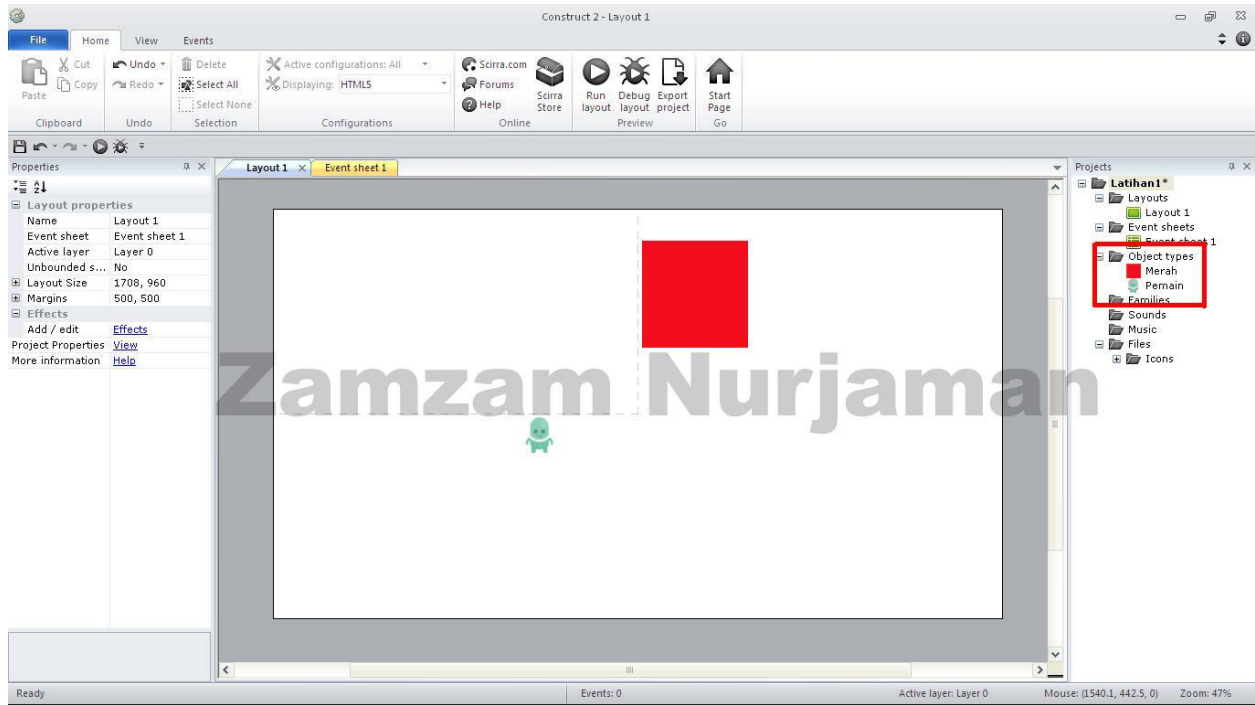 Construct 2 - Layout 1
File Home View Events
Paste
Cut
Copy
Clipboard
Undo
Redo
Undo
Delete
Select All
Select None
Selection
Active configurations: All
Displaying: HTML5
Configurations
Scirra.com
Forums
Help
Scirra Store
Online
Run layout
Debug layout
Export project
Preview
Start Page
Go
Properties
Layout properties
Name Layout 1
Event sheet Event sheet 1
Active layer Layer 0
Unbounded s... No
Layout Size 1708, 960
Margins 500, 500
Effects
Add / edit Effects
Project Properties View
More information Help
Layout 1 Event sheet 1
Zamzam Nurjaman
Projects
Latihan1*
Layouts
Layout 1
Event sheets
Event sheet 1
Object types
Merah
Pemain
Families
Sounds
Music
Files
Icons
Ready Events: 0 Active layer: Layer 0 Mouse: (1540.1, 442.5, 0) Zoom: 47%